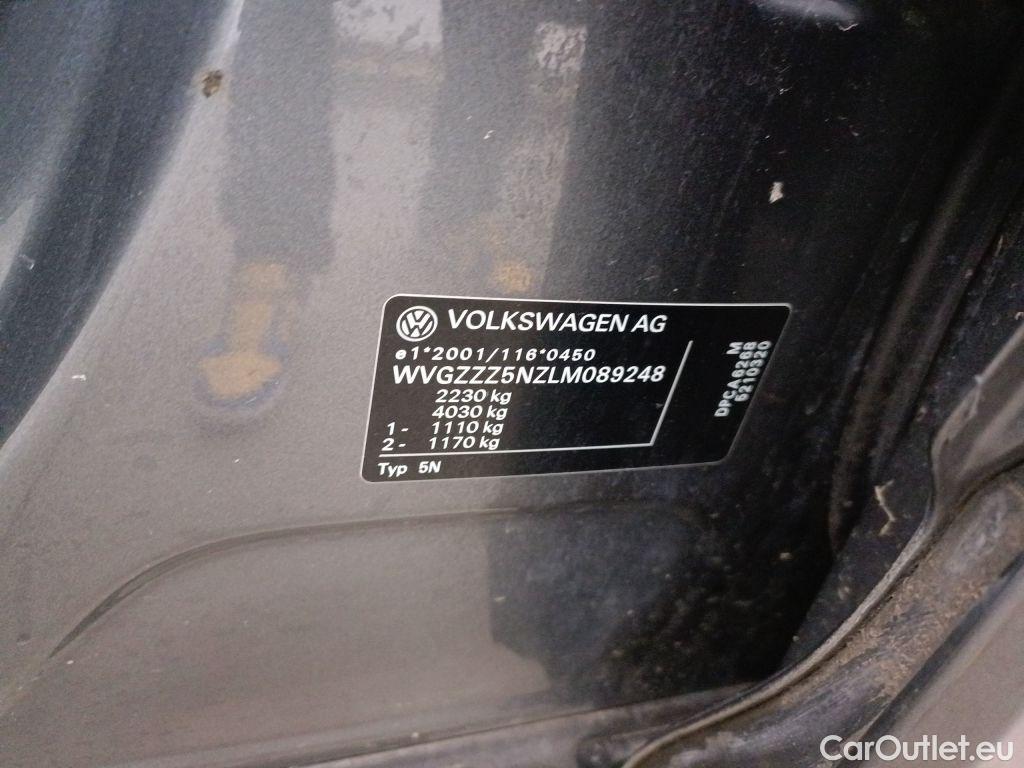 VOLKSWAGEN AG
e1*2001/116*0450
WVGZZZ5NZLM089248
2230 kg
4030 kg
1- 1110 kg
2- 1170 kg
Typ 5N
M
DPCA6268
5210320
CarOutlet.eu